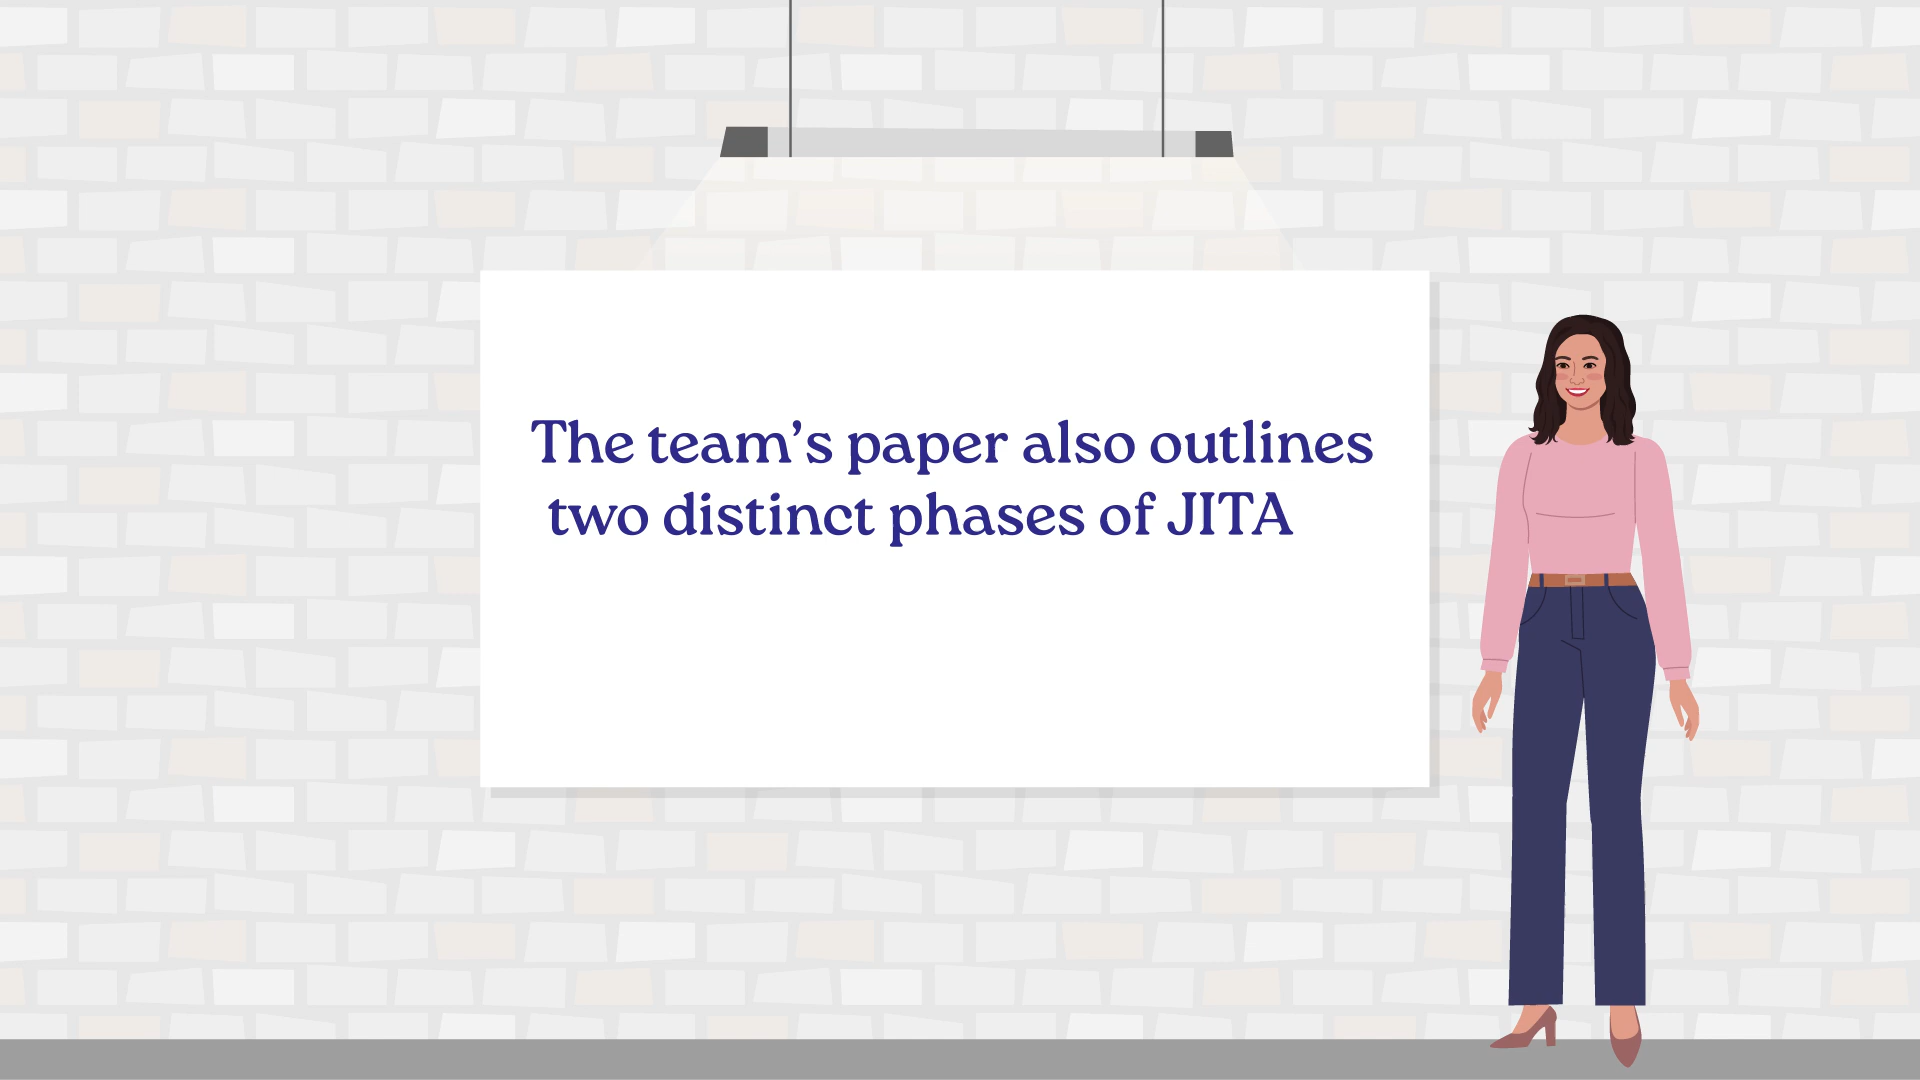 The team’s paper also outlines
two distinct phases of JITA